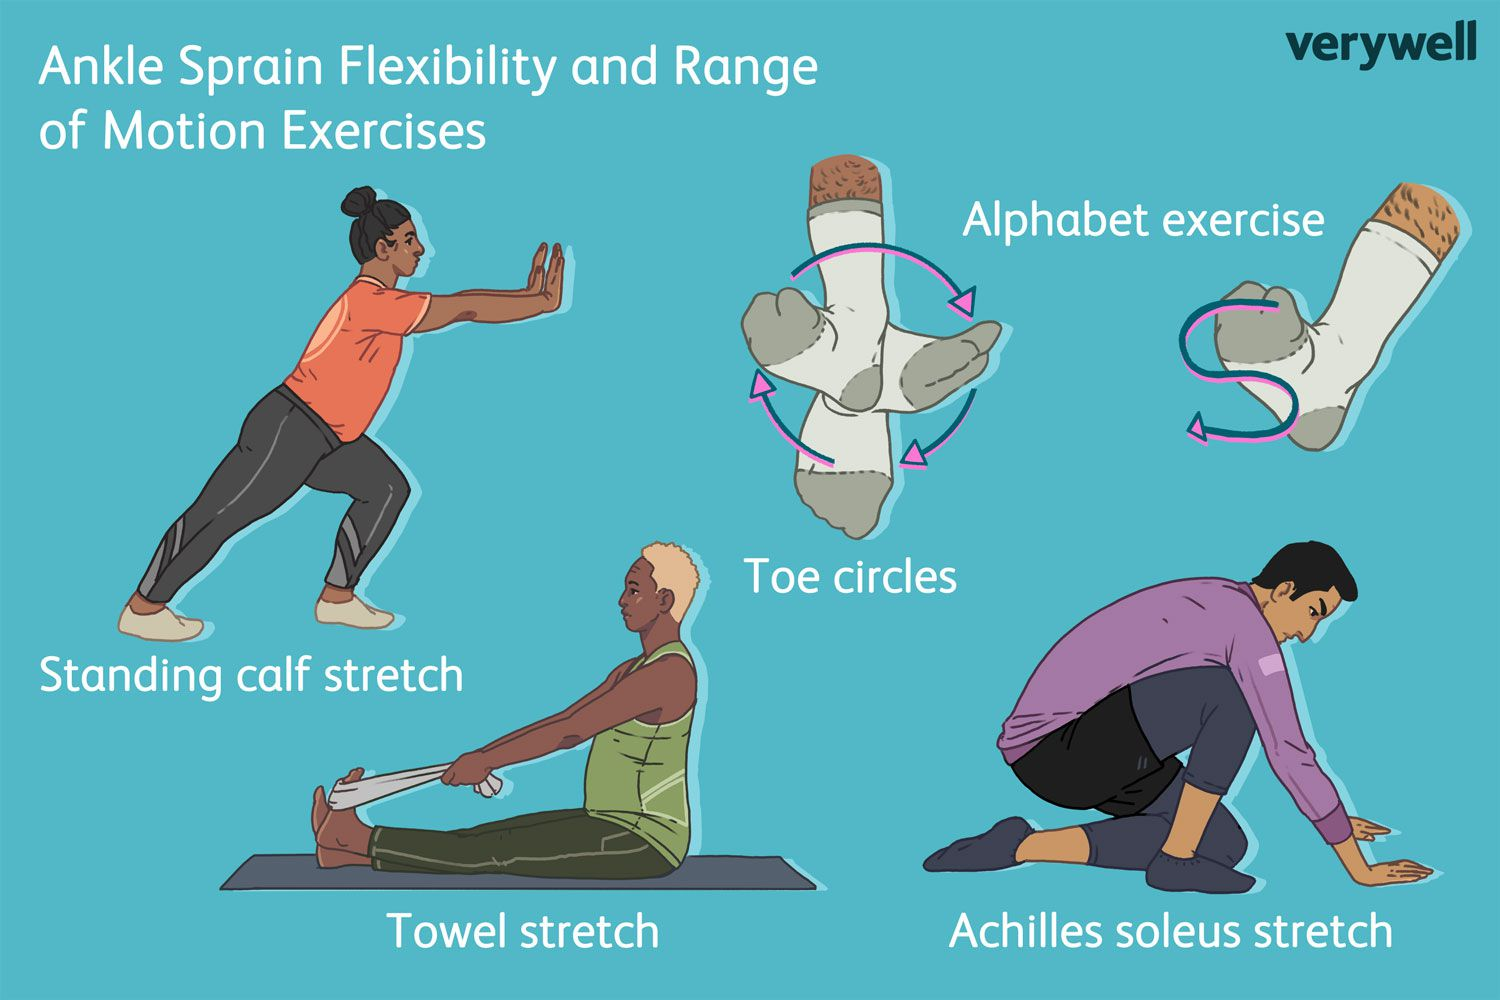 Ankle Sprain Flexibility and Range
of Motion Exercises
verywell
Alphabet exercise
Toe circles
Standing calf stretch
Towel stretch
Achilles soleus stretch